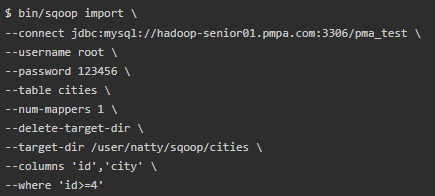 $ bin/sqoop import \
--connect jdbc:mysql://hadoop-senior01.pmpa.com:3306/pma_test \
--username root \
--password 123456 \
--table cities \
--num-mappers 1 \
--delete-target-dir \
--target-dir /user/natty/sqoop/cities \
--columns 'id','city' \
--where 'id>=4'